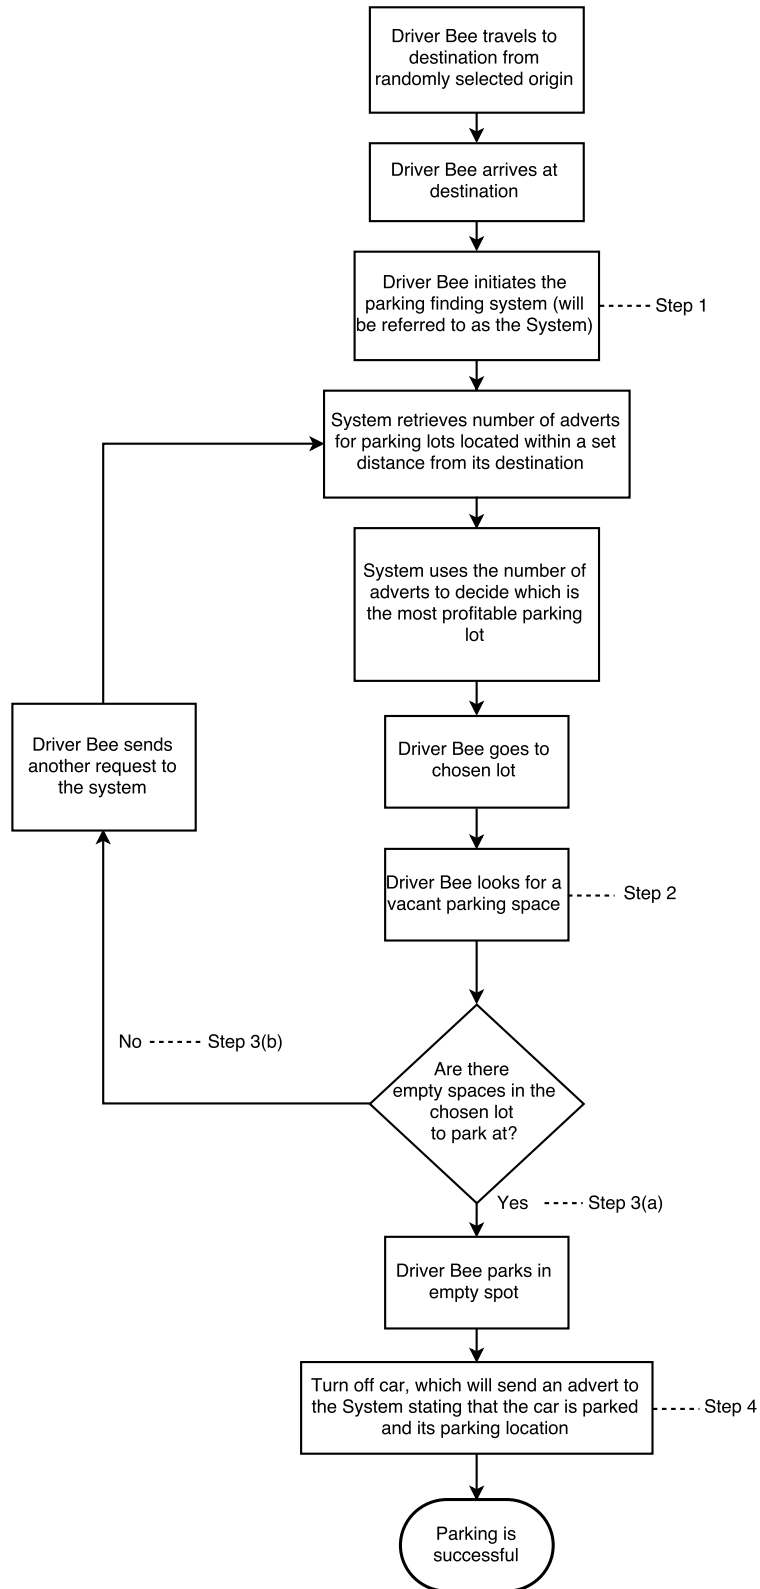 Driver Bee travels to
destination from
randomly selected origin
Driver Bee arrives at
destination
Driver Bee initiates the
parking finding system (will
be referred to as the System)
Step 1
System retrieves number of adverts
for parking lots located within a set
distance from its destination
System uses the number of
adverts to decide which is
the most profitable parking
lot
Driver Bee sends
another request to
the system
Driver Bee goes to
chosen lot
Driver Bee looks for a
vacant parking space
Step 2
No
Step 3(b)
Are there
empty spaces in the
chosen lot
to park at?
Yes
Step 3(a)
Driver Bee parks in
empty spot
Turn off car, which will send an advert to
the System stating that the car is parked
and its parking location
Step 4
Parking is
successful